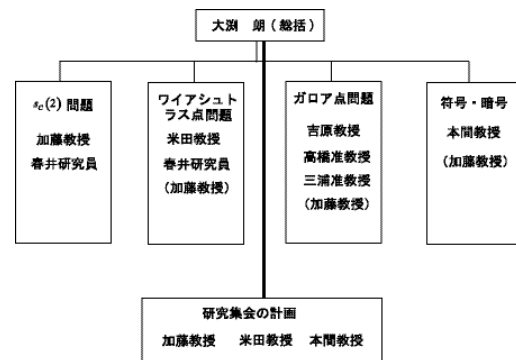 大渕 朗（総括）
s_c(2) 問題
加藤教授
春井研究員
ワイアシュト
ラス点問題
米田教授
春井研究員
(加藤教授)
ガロア点問題
吉原教授
高橋准教授
三浦准教授
(加藤教授)
符号・暗号
本間教授
(加藤教授)
研究集会の計画
加藤教授 米田教授 本間教授